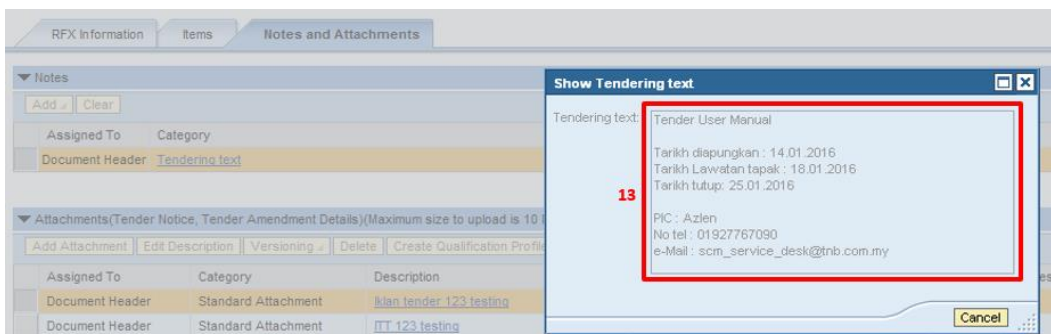 RFX Information
Items
Notes and Attachments
Notes
Add
Clear
Assigned To
Category
Document Header
Tendering text
Attachments(Tender Notice, Tender Amendment Details)(Maximum size to upload is 10
Add Attachment
Edit Description
Versioning
Delete
Create Qualification Profile
Assigned To
Category
Description
Document Header
Standard Attachment
Iklan tender 123 testing
Document Header
Standard Attachment
ITT 123 testing
Show Tendering text
Tendering text:
Tender User Manual
Tarikh diapungkan : 14.01.2016
Tarikh Lawatan tapak : 18.01.2016
Tarikh tutup: 25.01.2016
PIC : Azlen
No tel : 01927767090
e-Mail : scm_service_desk@tnb.com.my
13
Cancel